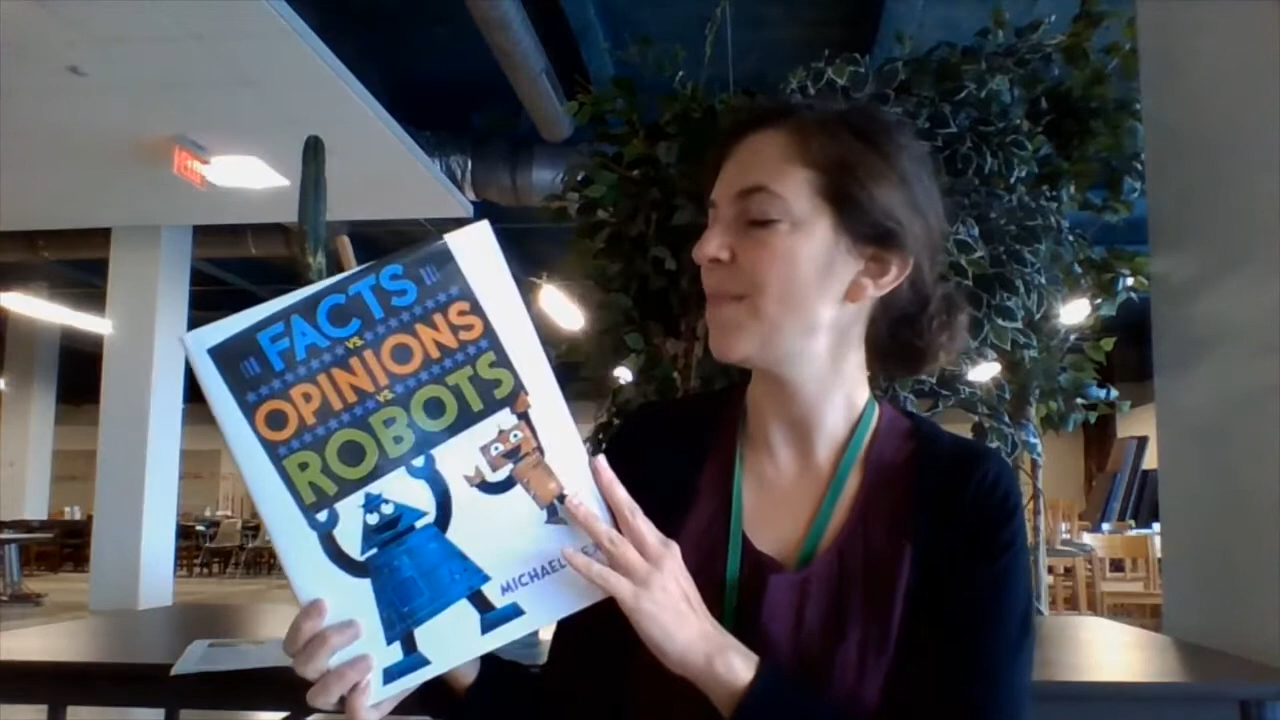 EXIT
FACTS
VS.
OPINIONS
VS.
ROBOTS
MICHAEL